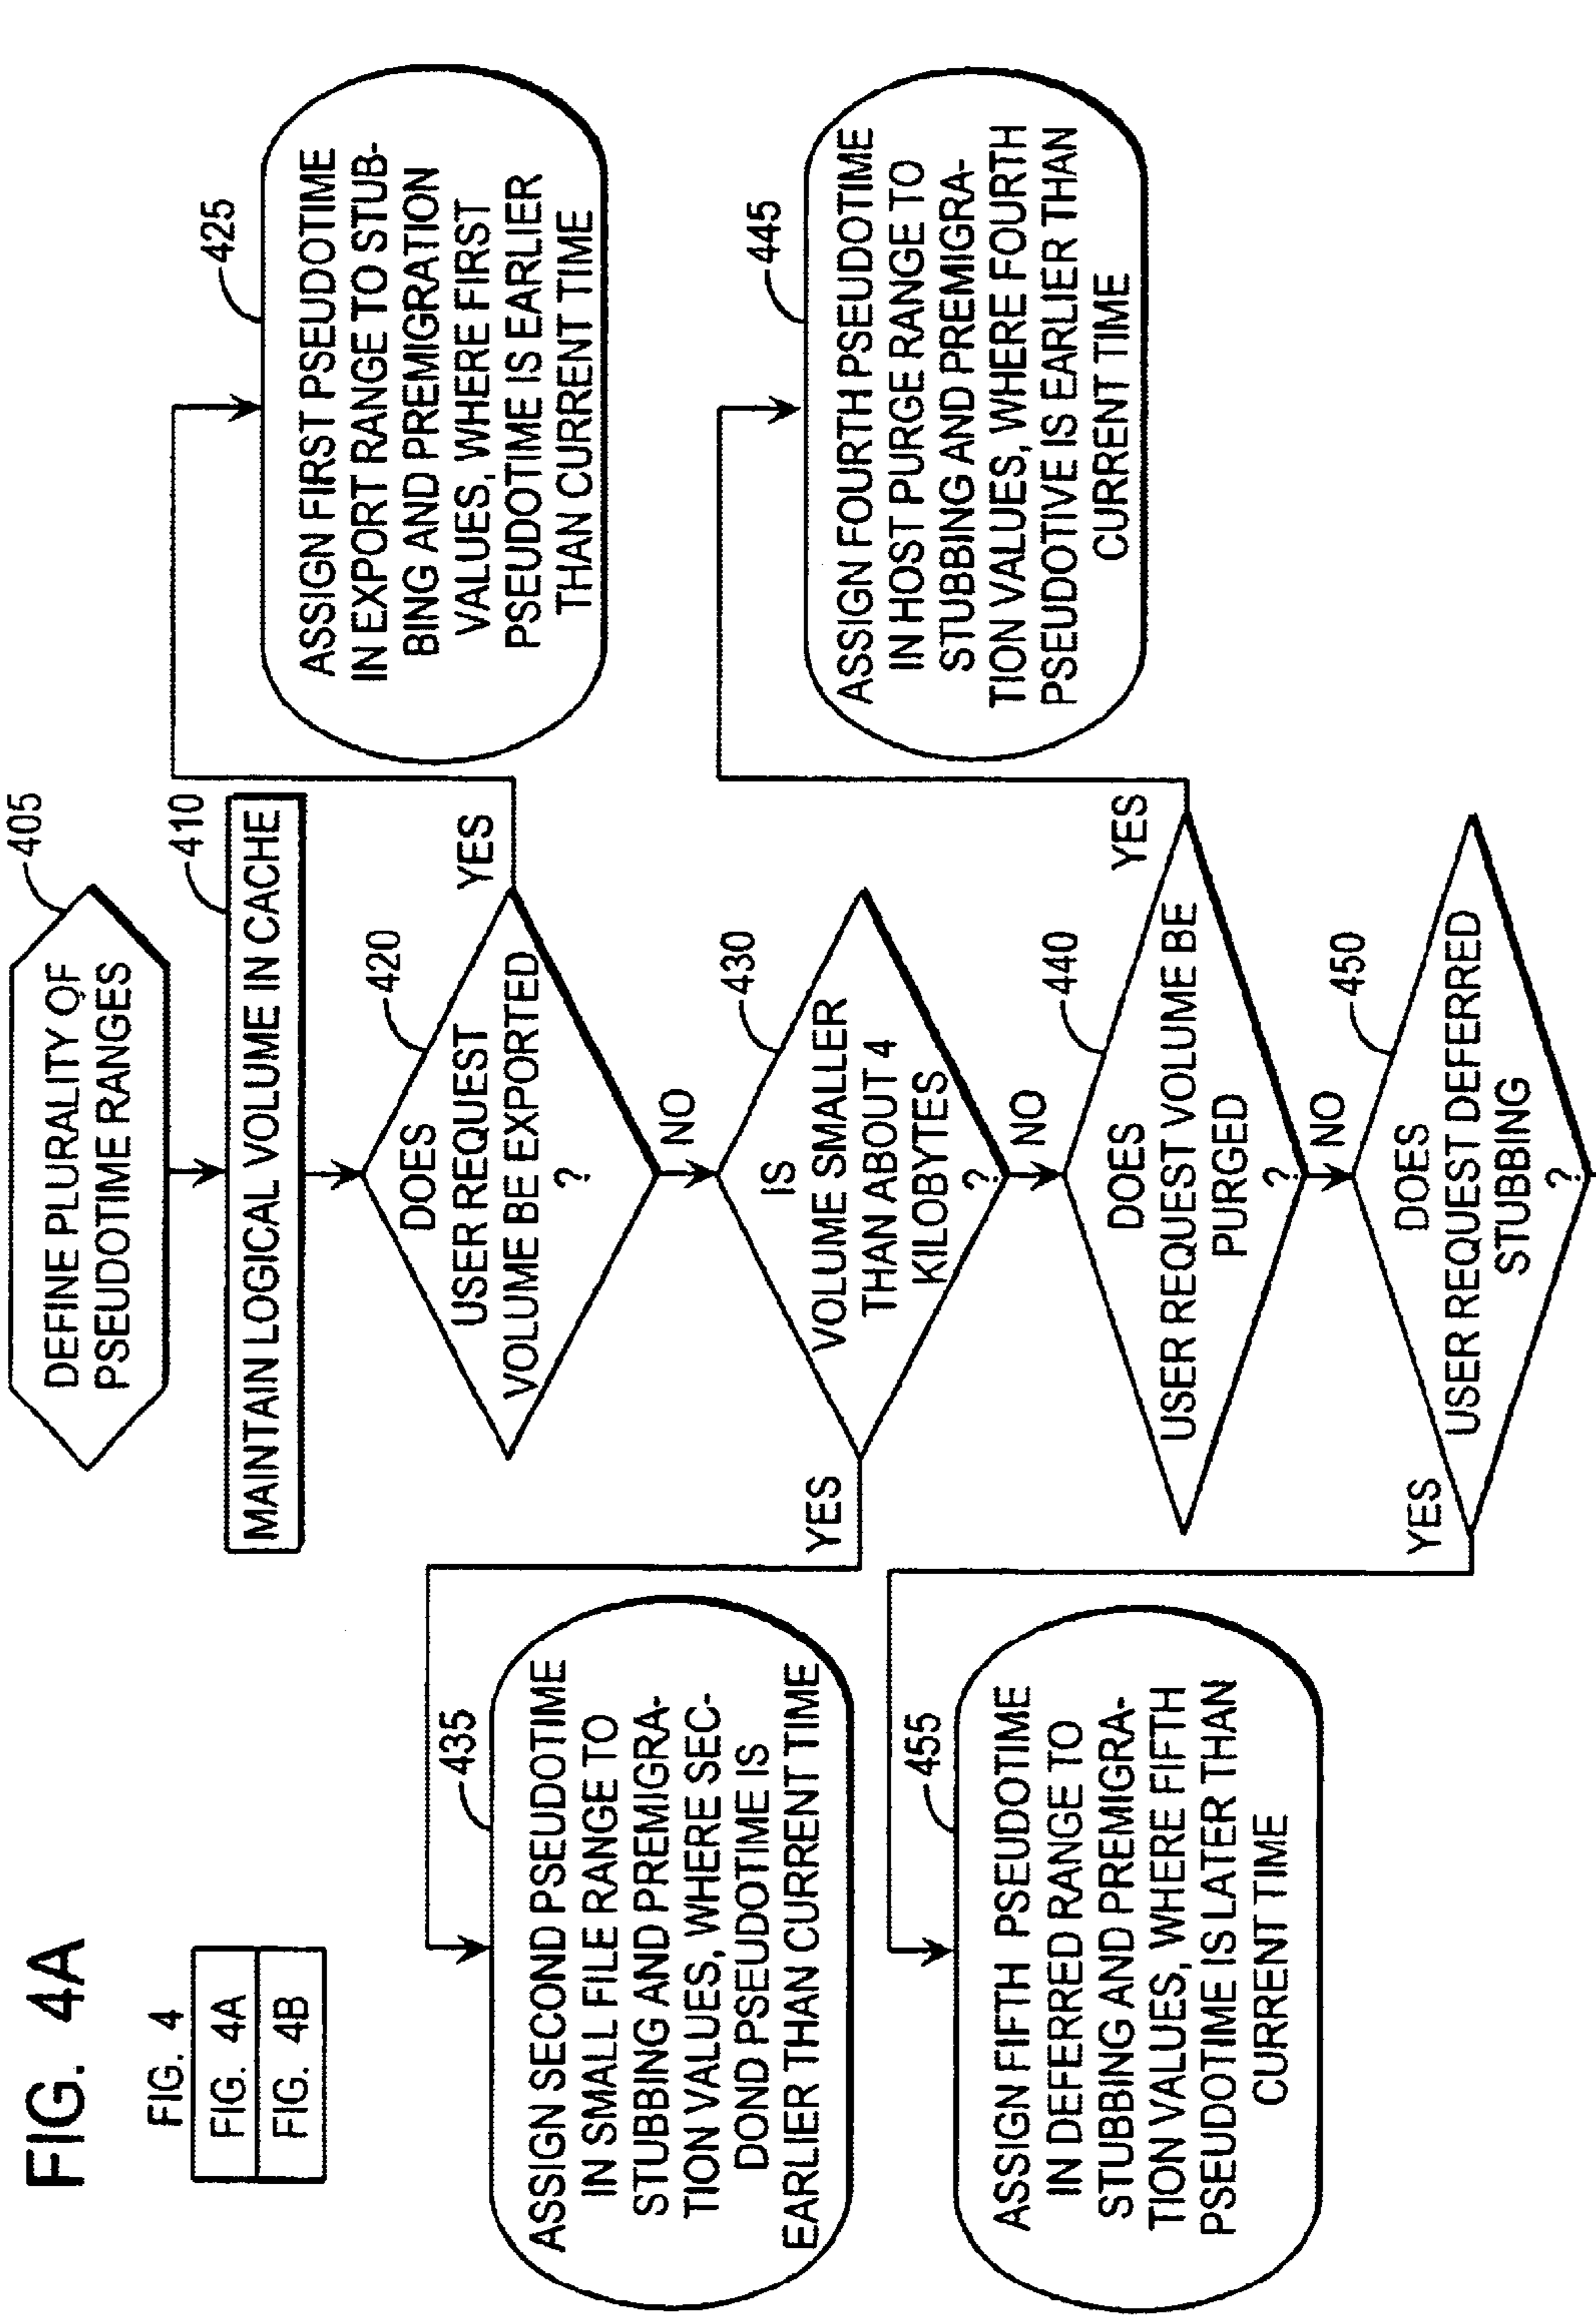 FIG. 4A
FIG. 4
FIG. 4A
FIG. 4B
405
DEFINE PLURALITY OF
PSEUDOTIME RANGES
410
MAINTAIN LOGICAL VOLUME IN CACHE
420
DOES
USER REQUEST
VOLUME BE EXPORTED
?
YES
NO
425
ASSIGN FIRST PSEUDOTIME
IN EXPORT RANGE TO STUB-
BING AND PREMIGRATION
VALUES, WHERE FIRST
PSEUDOTIME IS EARLIER
THAN CURRENT TIME
430
IS
VOLUME SMALLER
THAN ABOUT 4
KILOBYTES
?
YES
NO
435
ASSIGN SECOND PSEUDOTIME
IN SMALL FILE RANGE TO
STUBBING AND PREMIGRA-
TION VALUES, WHERE SEC-
DOND PSEUDOTIME IS
EARLIER THAN CURRENT TIME
440
DOES
USER REQUEST VOLUME BE
PURGED
?
YES
NO
445
ASSIGN FOURTH PSEUDOTIME
IN HOST PURGE RANGE TO
STUBBING AND PREMIGRA-
TION VALUES, WHERE FOURTH
PSEUDOTIVE IS EARLIER THAN
CURRENT TIME
450
DOES
USER REQUEST DEFERRED
STUBBING
?
YES
455
ASSIGN FIFTH PSEUDOTIME
IN DEFERRED RANGE TO
STUBBING AND PREMIGRA-
TION VALUES, WHERE FIFTH
PSEUDOTIME IS LATER THAN
CURRENT TIME